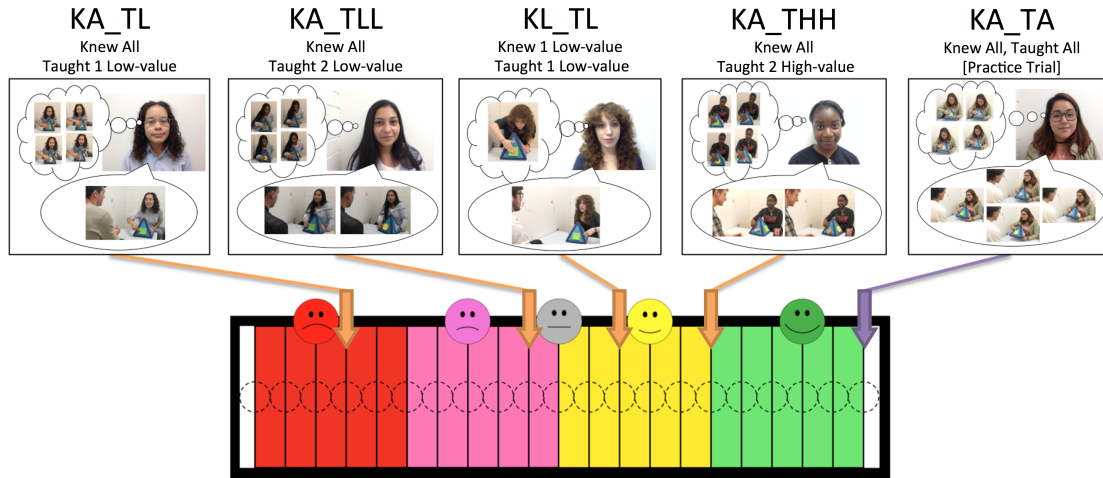 KA_TL
Knew All
Taught 1 Low-value
KA_TLL
Knew All
Taught 2 Low-value
KL_TL
Knew 1 Low-value
Taught 1 Low-value
KA_THH
Knew All
Taught 2 High-value
KA_TA
Knew All, Taught All
[Practice Trial]